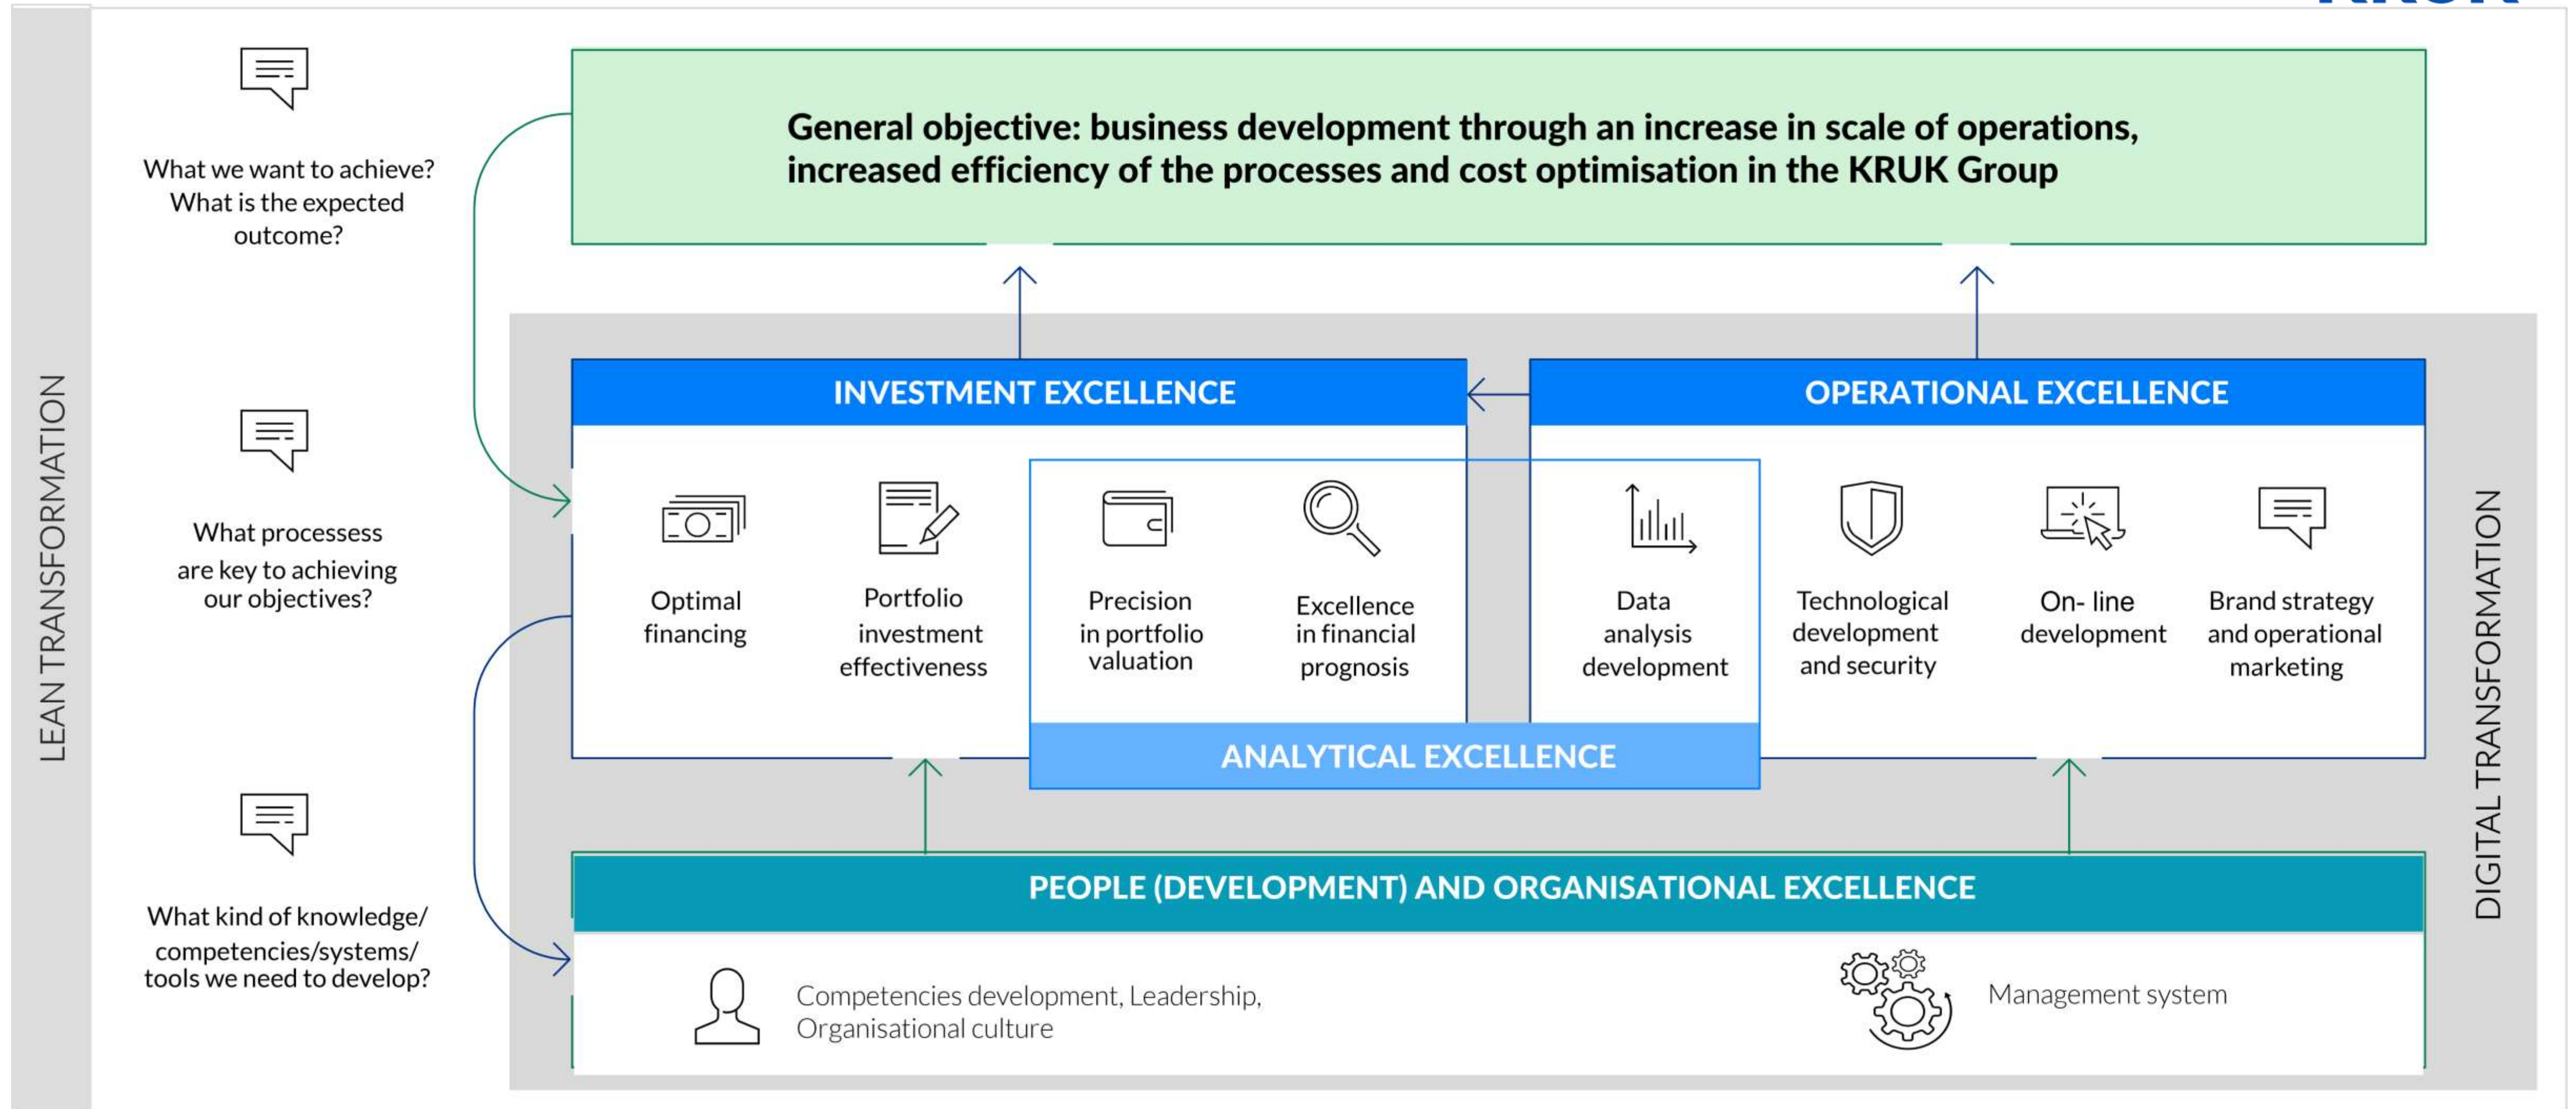 KRUK
What we want to achieve?
What is the expected
outcome?
General objective: business development through an increase in scale of operations,
increased efficiency of the processes and cost optimisation in the KRUK Group
LEAN TRANSFORMATION
What processess
are key to achieving
our objectives?
INVESTMENT EXCELLENCE
Optimal
financing
Portfolio
investment
effectiveness
Precision
in portfolio
valuation
Excellence
in financial
prognosis
OPERATIONAL EXCELLENCE
Data
analysis
development
Technological
development
and security
On- line
development
Brand strategy
and operational
marketing
ANALYTICAL EXCELLENCE
DIGITAL TRANSFORMATION
What kind of knowledge/
competencies/systems/
tools we need to develop?
PEOPLE (DEVELOPMENT) AND ORGANISATIONAL EXCELLENCE
Competencies development, Leadership,
Organisational culture
Management system